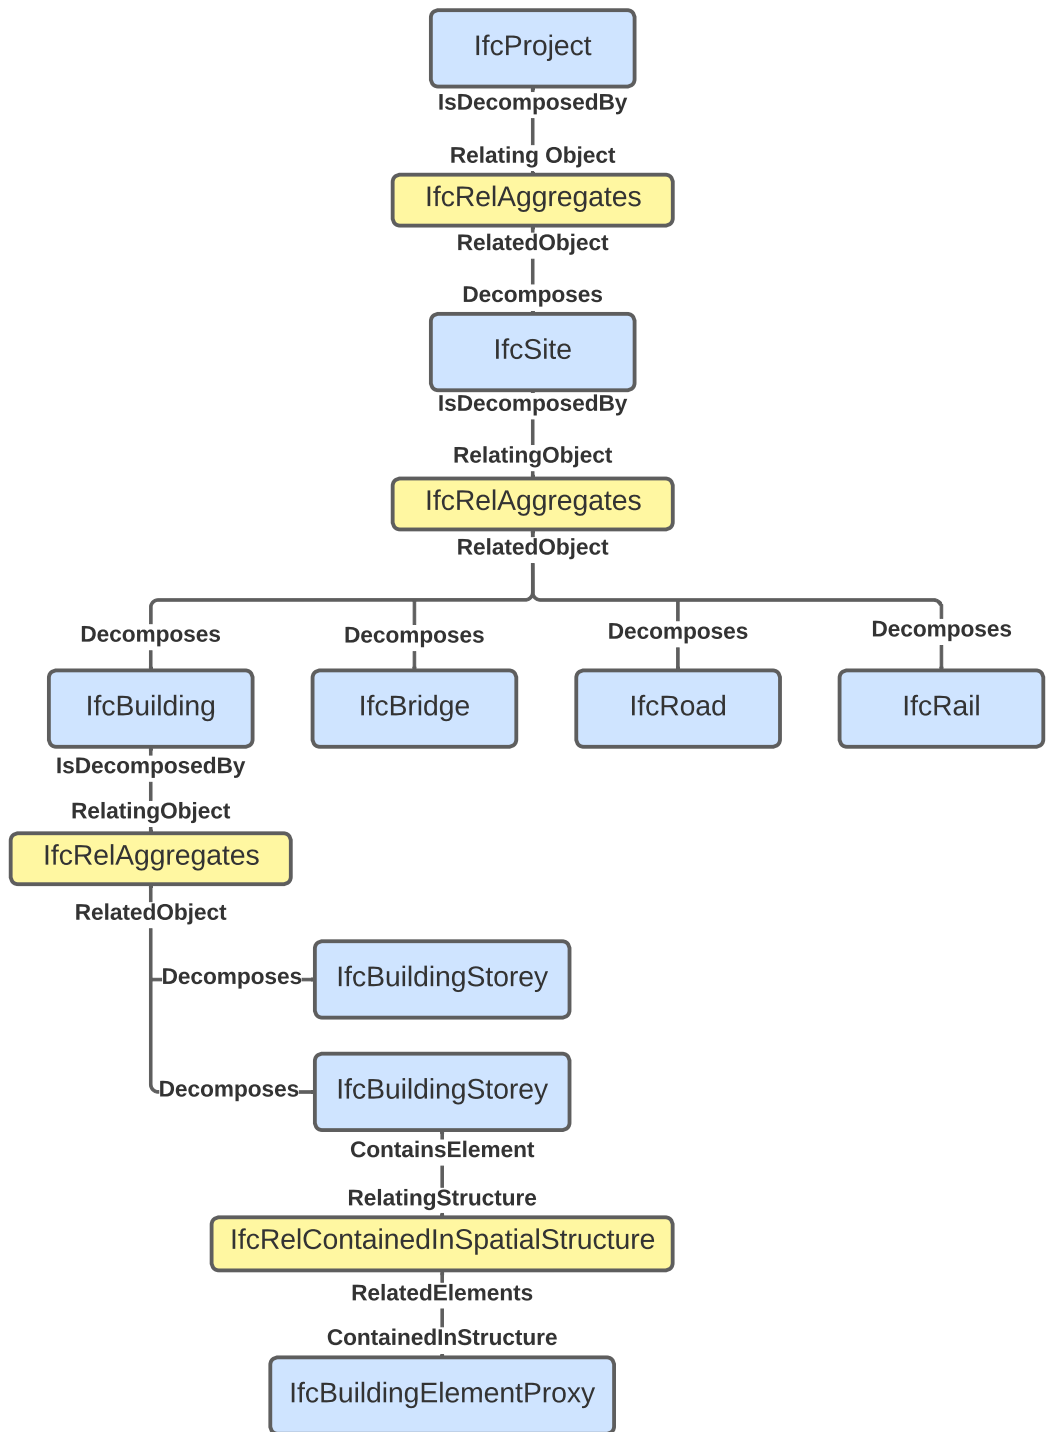 IfcProject
IsDecomposedBy
Relating Object
IfcRelAggregates
RelatedObject
Decomposes
IfcSite
IsDecomposedBy
RelatingObject
IfcRelAggregates
RelatedObject
Decomposes
Decomposes
Decomposes
Decomposes
IfcBuilding
IfcBridge
IfcRoad
IfcRail
IsDecomposedBy
RelatingObject
IfcRelAggregates
RelatedObject
Decomposes
IfcBuildingStorey
Decomposes
IfcBuildingStorey
ContainsElement
RelatingStructure
IfcRelContainedInSpatialStructure
RelatedElements
ContainedInStructure
IfcBuildingElementProxy